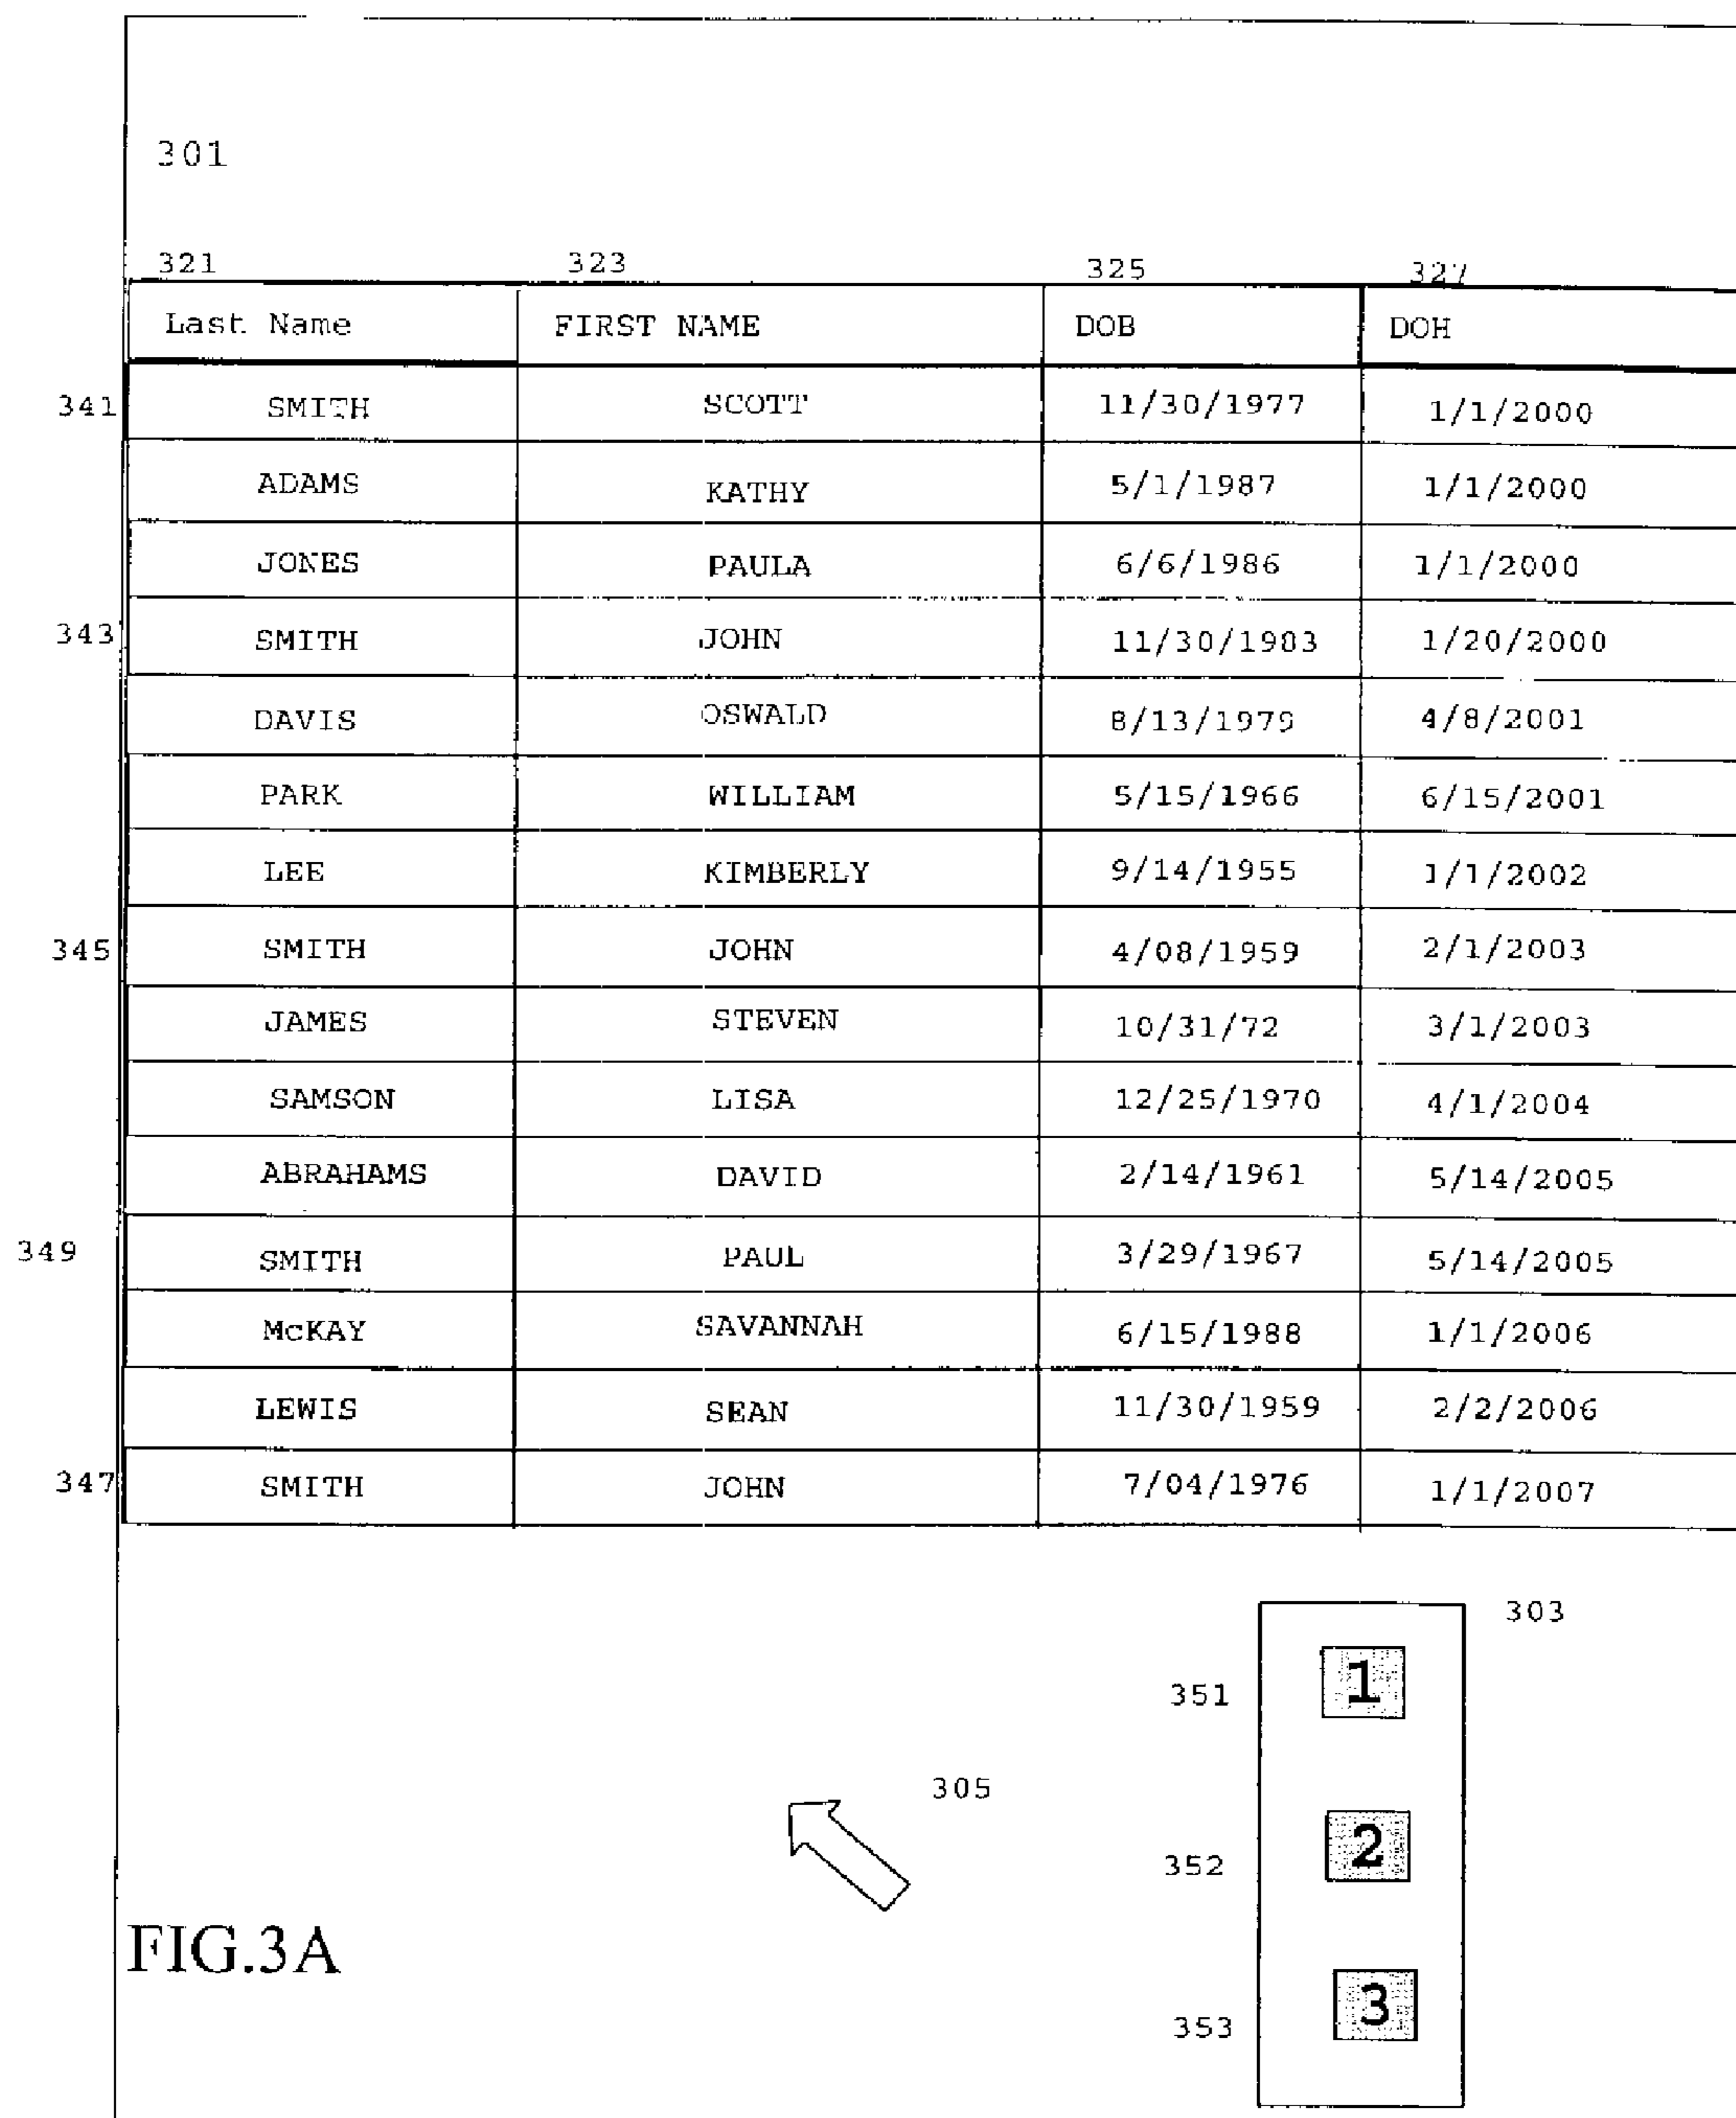 301
321 323 325 327
Last Name FIRST NAME DOB DOH
341 SMITH SCOTT 11/30/1977 1/1/2000
ADAMS KATHY 5/1/1987 1/1/2000
JONES PAULA 6/6/1986 1/1/2000
343 SMITH JOHN 11/30/1983 1/20/2000
DAVIS OSWALD 8/13/1979 4/8/2001
PARK WILLIAM 5/15/1966 6/15/2001
LEE KIMBERLY 9/14/1955 1/1/2002
345 SMITH JOHN 4/08/1959 2/1/2003
JAMES STEVEN 10/31/72 3/1/2003
SAMSON LISA 12/25/1970 4/1/2004
ABRAHAMS DAVID 2/14/1961 5/14/2005
349 SMITH PAUL 3/29/1967 5/14/2005
McKAY SAVANNAH 6/15/1988 1/1/2006
LEWIS SEAN 11/30/1959 2/2/2006
347 SMITH JOHN 7/04/1976 1/1/2007
303
351 1
305
352 2
FIG.3A
353 3